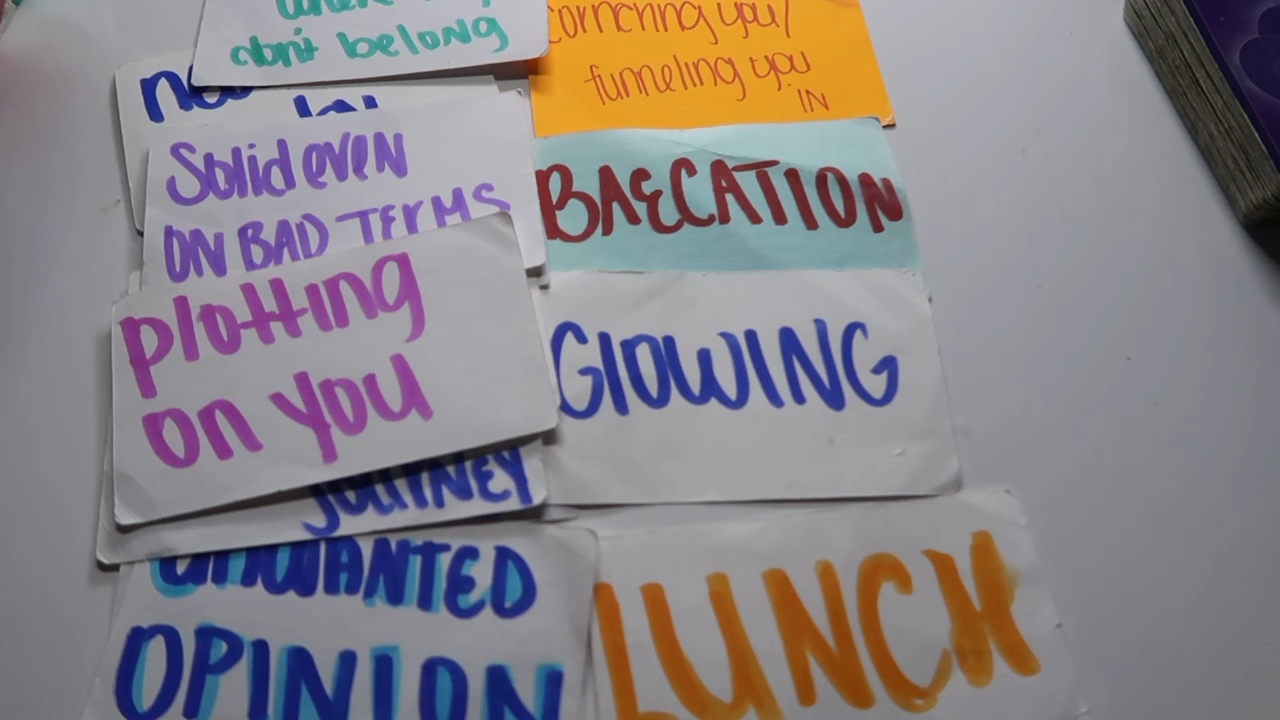 don't belong
cornering you/
funneling you
IN
Solid even
ON BAD TERMS
BAECATION
plotting
on you
GLOWING
JOURNEY
UNWANTED
OPINION
LUNCH